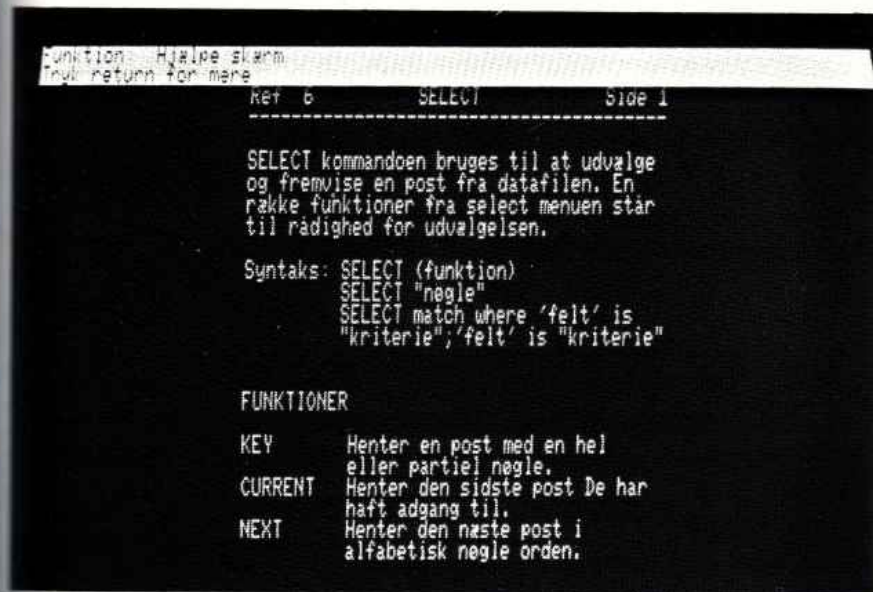 Funktion: Hjælpe skærm
Tryk return for mere
Ref 6 SELECT Side 1
----------------------------------------
SELECT kommandoen bruges til at udvælge
og fremvise en post fra datafilen. En
række funktioner fra select menuen står
til rådighed for udvælgelsen.
Syntaks: SELECT (funktion)
SELECT "nøgle"
SELECT match where 'felt' is
"kriterie";'felt' is "kriterie"
FUNKTIONER
KEY Henter en post med en hel
eller partiel nøgle.
CURRENT Henter den sidste post De har
haft adgang til.
NEXT Henter den næste post i
alfabetisk nøgle orden.